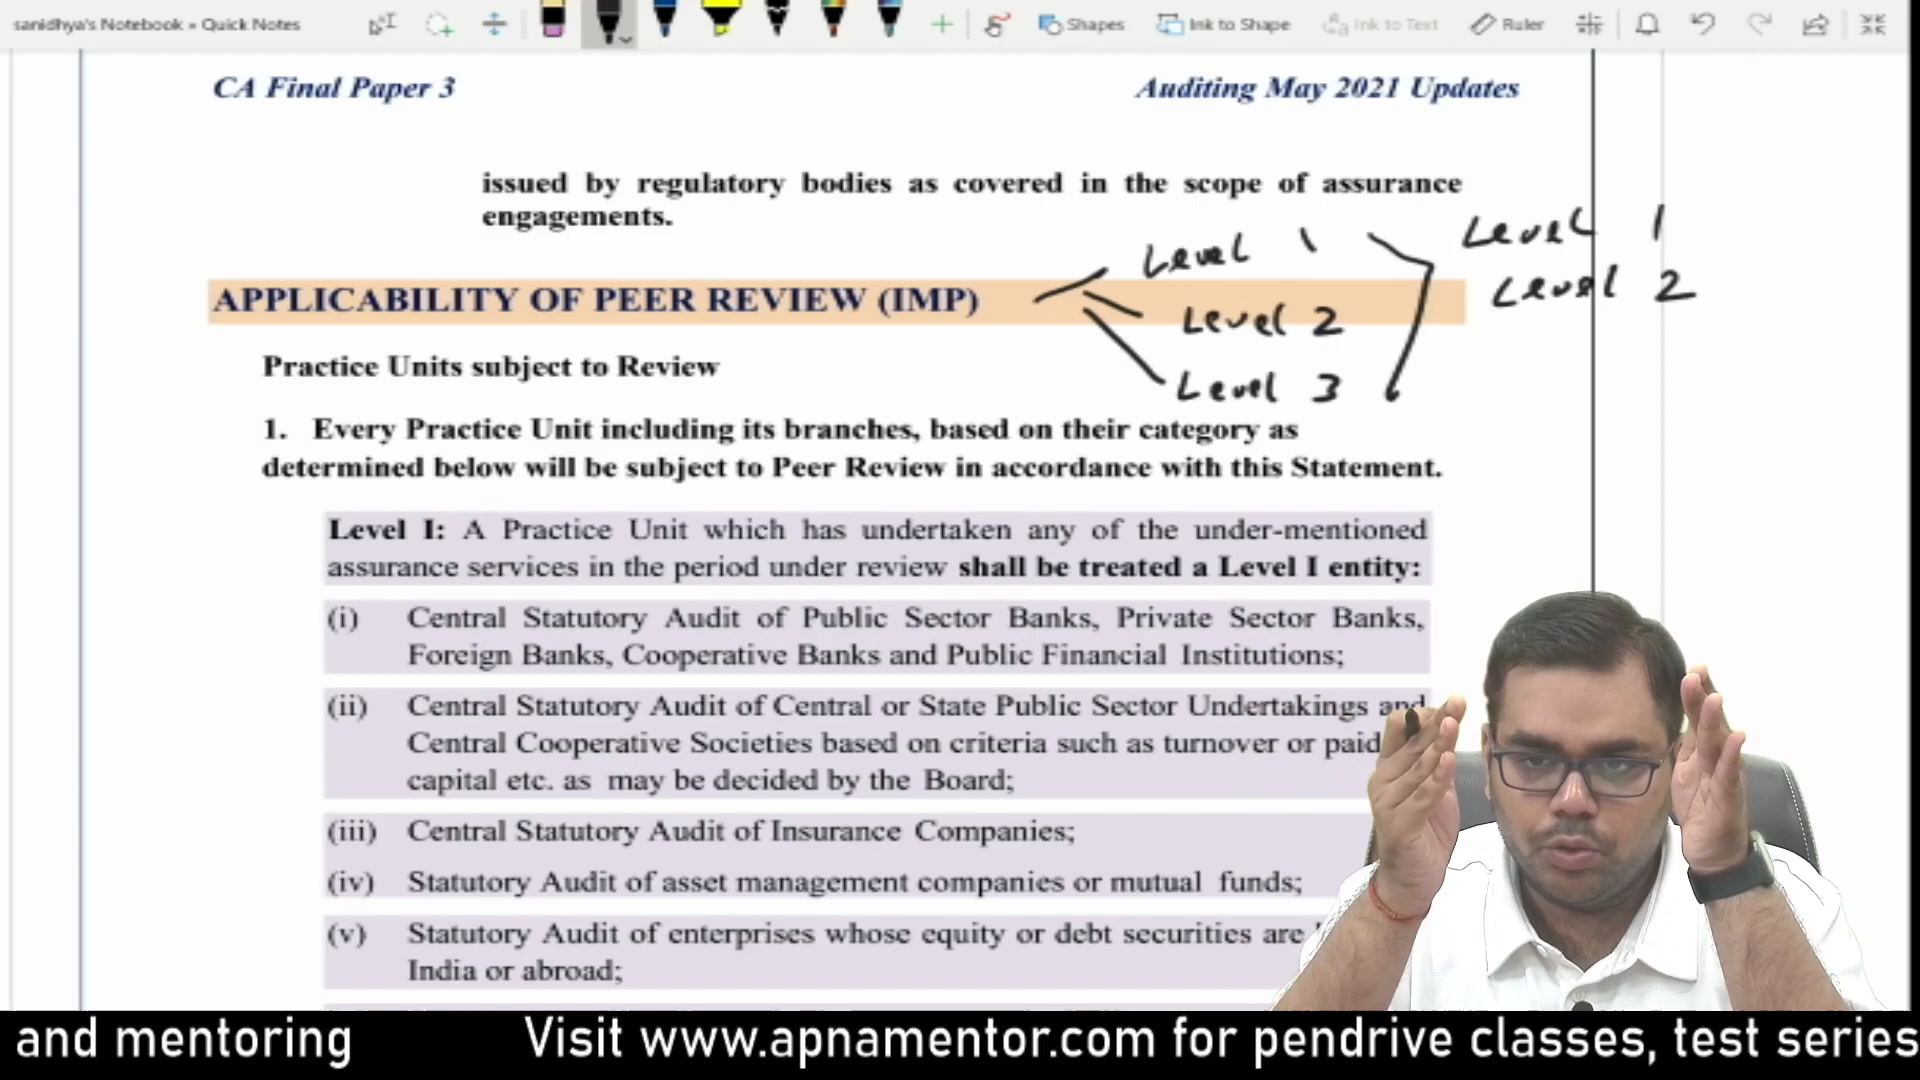 sanidhya's Notebook » Quick Notes
Shapes
Ink to Shape
Ink to Text
Ruler
CA Final Paper 3
Auditing May 2021 Updates
issued by regulatory bodies as covered in the scope of assurance
engagements.
Level 1
Level 1
Level 2
APPLICABILITY OF PEER REVIEW (IMP)
Level 2
Level 3
Practice Units subject to Review
1. Every Practice Unit including its branches, based on their category as
determined below will be subject to Peer Review in accordance with this Statement.
Level I: A Practice Unit which has undertaken any of the under-mentioned
assurance services in the period under review shall be treated a Level I entity:
(i) Central Statutory Audit of Public Sector Banks, Private Sector Banks,
Foreign Banks, Cooperative Banks and Public Financial Institutions;
(ii) Central Statutory Audit of Central or State Public Sector Undertakings and
Central Cooperative Societies based on criteria such as turnover or paid
capital etc. as may be decided by the Board;
(iii) Central Statutory Audit of Insurance Companies;
(iv) Statutory Audit of asset management companies or mutual funds;
(v) Statutory Audit of enterprises whose equity or debt securities are
India or abroad;
and mentoring Visit www.apnamentor.com for pendrive classes, test series